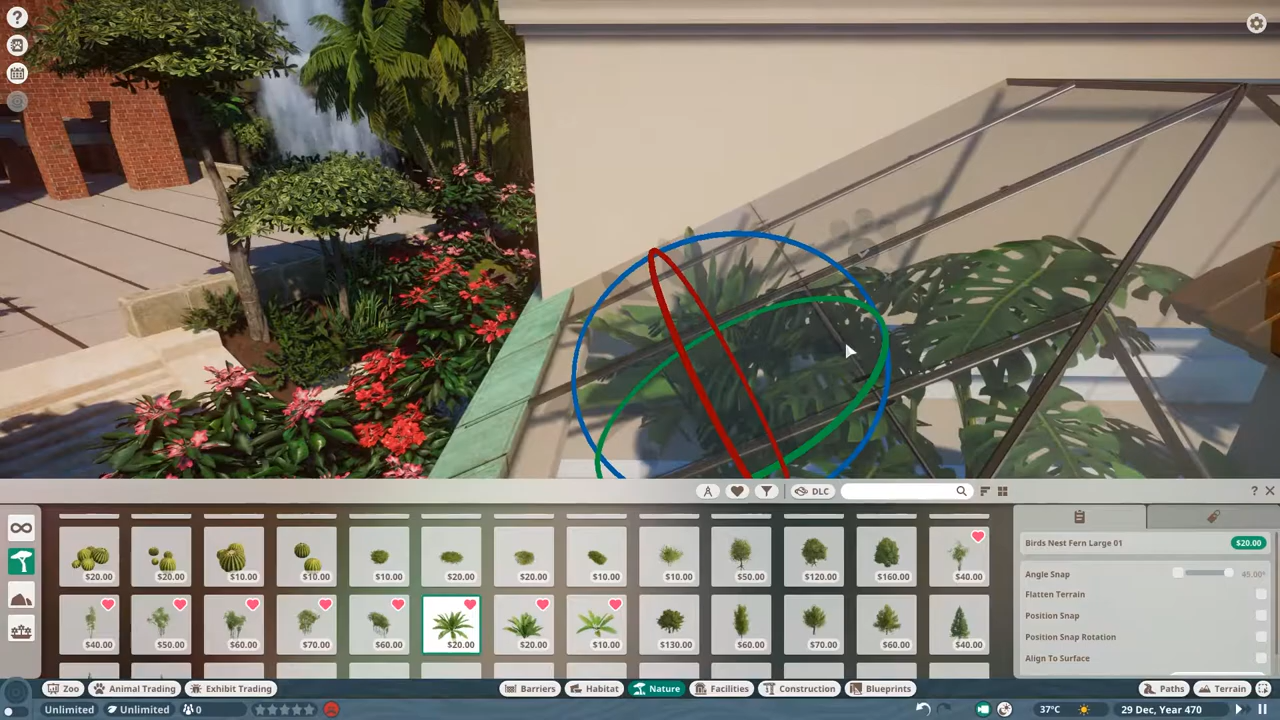 ?
DLC
? ×
$20.00 $20.00 $10.00 $10.00 $10.00 $20.00 $20.00 $10.00 $10.00 $50.00 $120.00 $160.00 $40.00
Birds Nest Fern Large 01 $20.00
Angle Snap 45.00°
Flatten Terrain
Position Snap
Position Snap Rotation
Align To Surface
$40.00 $50.00 $60.00 $70.00 $60.00 $20.00 $20.00 $10.00 $130.00 $60.00 $70.00 $60.00 $40.00
Zoo Animal Trading Exhibit Trading Barriers Habitat Nature Facilities Construction Blueprints Paths Terrain
Unlimited Unlimited 0 37°C 29 Dec, Year 470